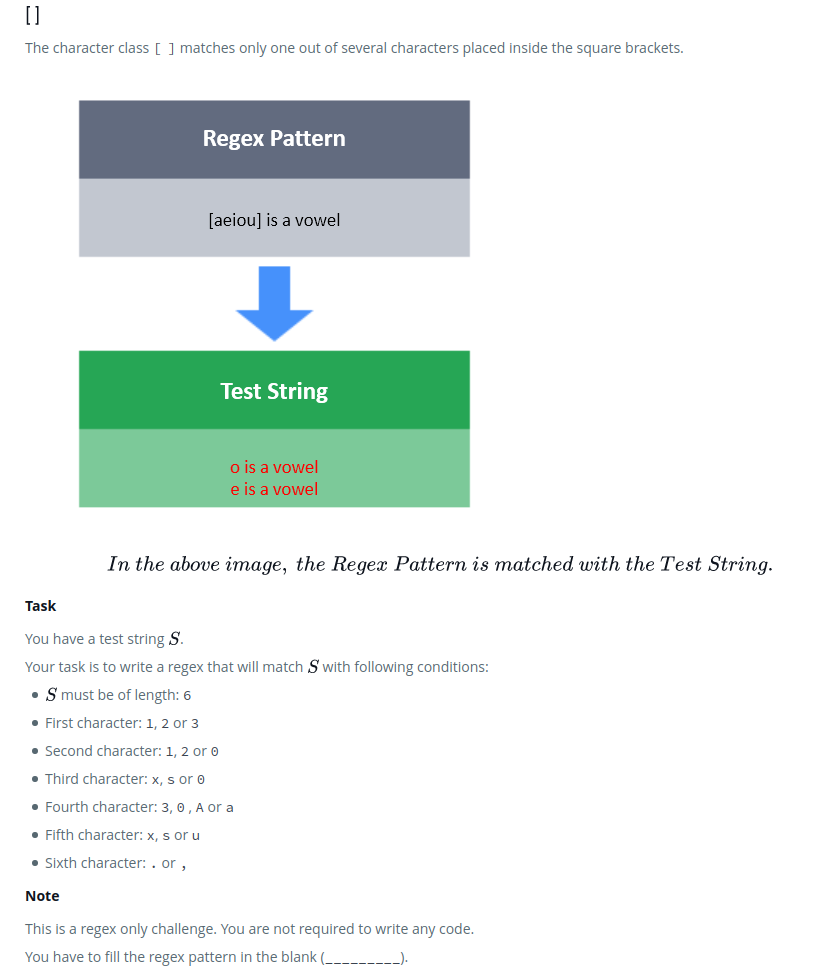 [ ]
The character class [ ] matches only one out of several characters placed inside the square brackets.
Regex Pattern
[aeiou] is a vowel
Test String
o is a vowel
e is a vowel
In the above image, the Regex Pattern is matched with the Test String.
Task
You have a test string S.
Your task is to write a regex that will match S with following conditions:
• S must be of length: 6
• First character: 1, 2 or 3
• Second character: 1, 2 or 0
• Third character: x, s or 0
• Fourth character: 3, 0 , A or a
• Fifth character: x, s or u
• Sixth character: . or ,
Note
This is a regex only challenge. You are not required to write any code.
You have to fill the regex pattern in the blank (_________).